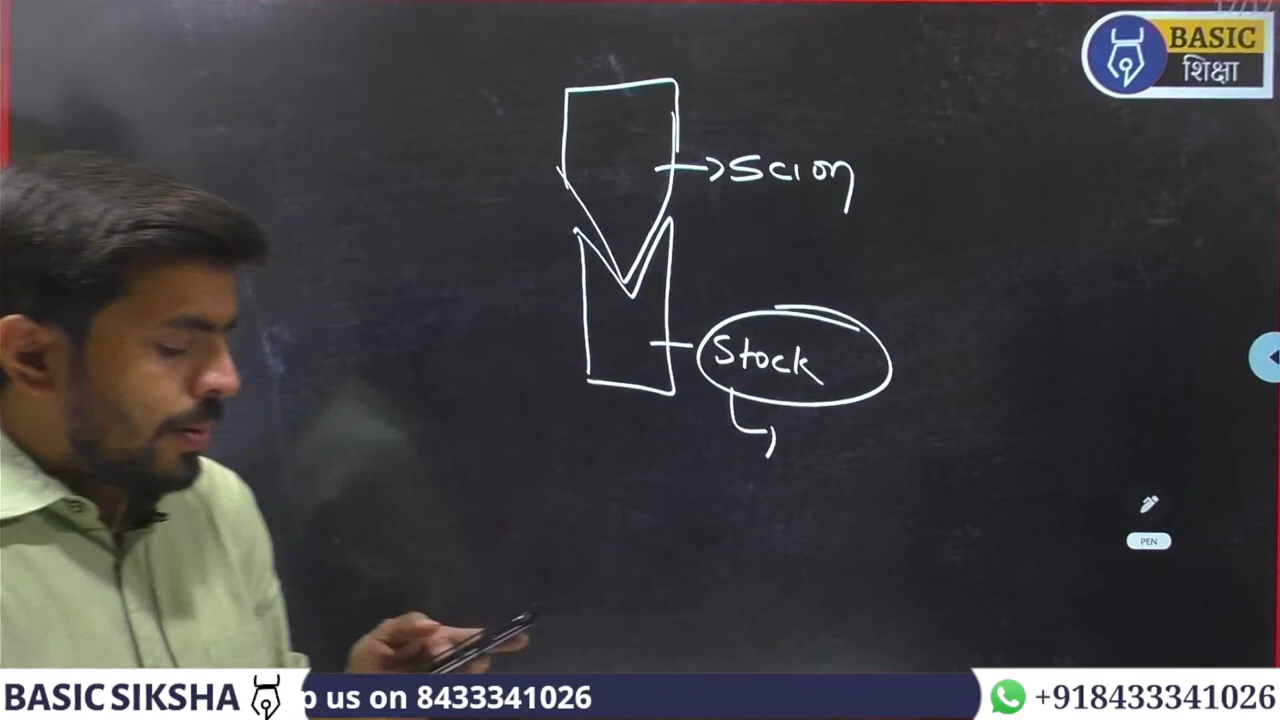 BASIC
शिक्षा
Scion
Stock
PEN
BASIC SIKSHA
p us on 8433341026
+918433341026